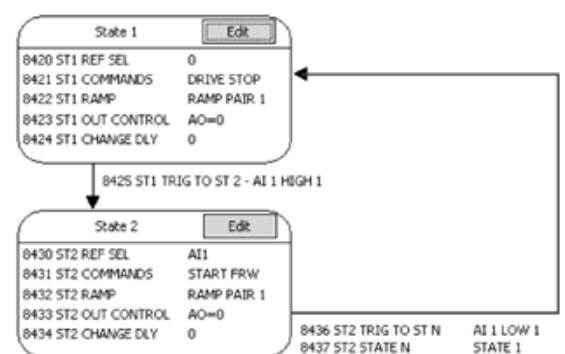 State 1 Edit
8420 ST1 REF SEL 0
8421 ST1 COMMANDS DRIVE STOP
8422 ST1 RAMP RAMP PAIR 1
8423 ST1 OUT CONTROL AO=0
8424 ST1 CHANGE DLY 0
8425 ST1 TRIG TO ST 2 - AI 1 HIGH 1
State 2 Edit
8430 ST2 REF SEL AI1
8431 ST2 COMMANDS START FRW
8432 ST2 RAMP RAMP PAIR 1
8433 ST2 OUT CONTROL AO=0
8434 ST2 CHANGE DLY 0
8436 ST2 TRIG TO ST N AI 1 LOW 1
8437 ST2 STATE N STATE 1